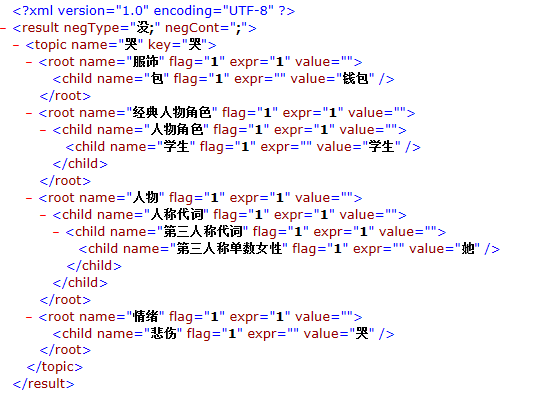 <?xml version="1.0" encoding="UTF-8" ?>
- <result negType="没;" negCont=";">
- <topic name="哭" key="哭">
- <root name="服饰" flag="1" expr="1" value="">
<child name="包" flag="1" expr="" value="钱包" />
</root>
- <root name="经典人物角色" flag="1" expr="1" value="">
- <child name="人物角色" flag="1" expr="1" value="">
<child name="学生" flag="1" expr="" value="学生" />
</child>
</root>
- <root name="人物" flag="1" expr="1" value="">
- <child name="人称代词" flag="1" expr="1" value="">
- <child name="第三人称代词" flag="1" expr="1" value="">
<child name="第三人称单数女性" flag="1" expr="" value="她" />
</child>
</child>
</root>
- <root name="情绪" flag="1" expr="1" value="">
<child name="悲伤" flag="1" expr="" value="哭" />
</root>
</topic>
</result>